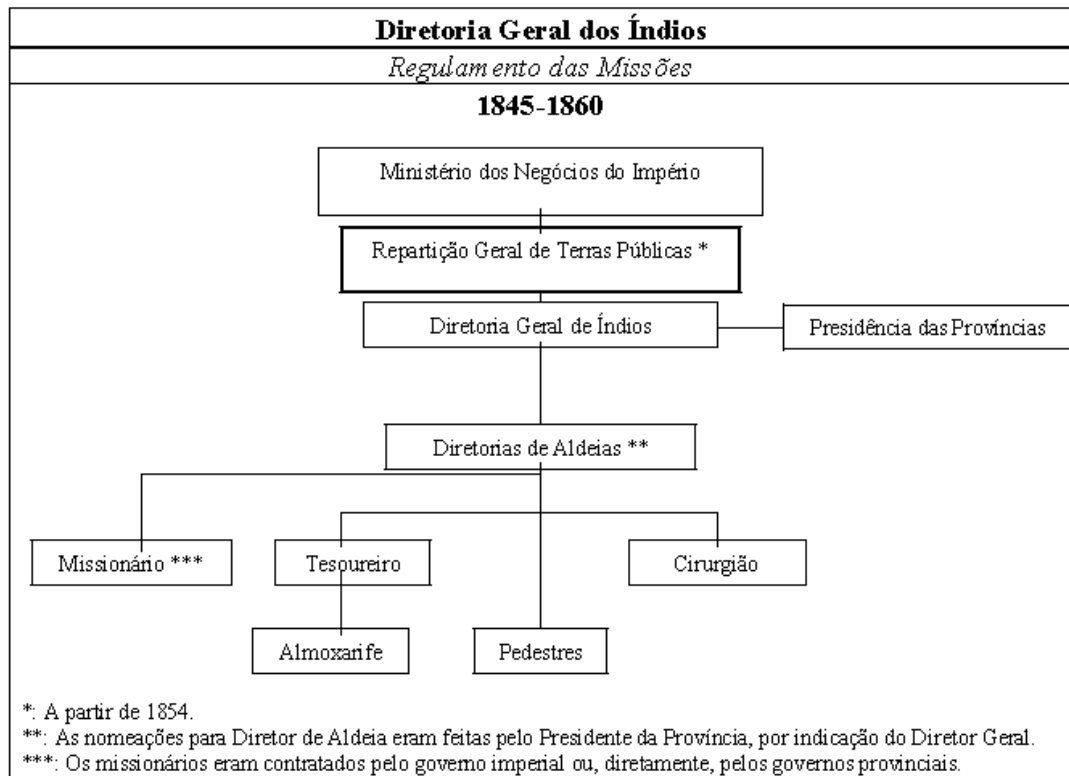 Diretoria Geral dos Índios
Regulamento das Missões
1845-1860
Ministério dos Negócios do Império
Repartição Geral de Terras Públicas *
Diretoria Geral de Índios
Presidência das Províncias
Diretorias de Aldeias **
Missionário ***
Tesoureiro
Cirurgião
Almoxarife
Pedestres
*: A partir de 1854.
**: As nomeações para Diretor de Aldeia eram feitas pelo Presidente da Província, por indicação do Diretor Geral.
***: Os missionários eram contratados pelo governo imperial ou, diretamente, pelos governos provinciais.